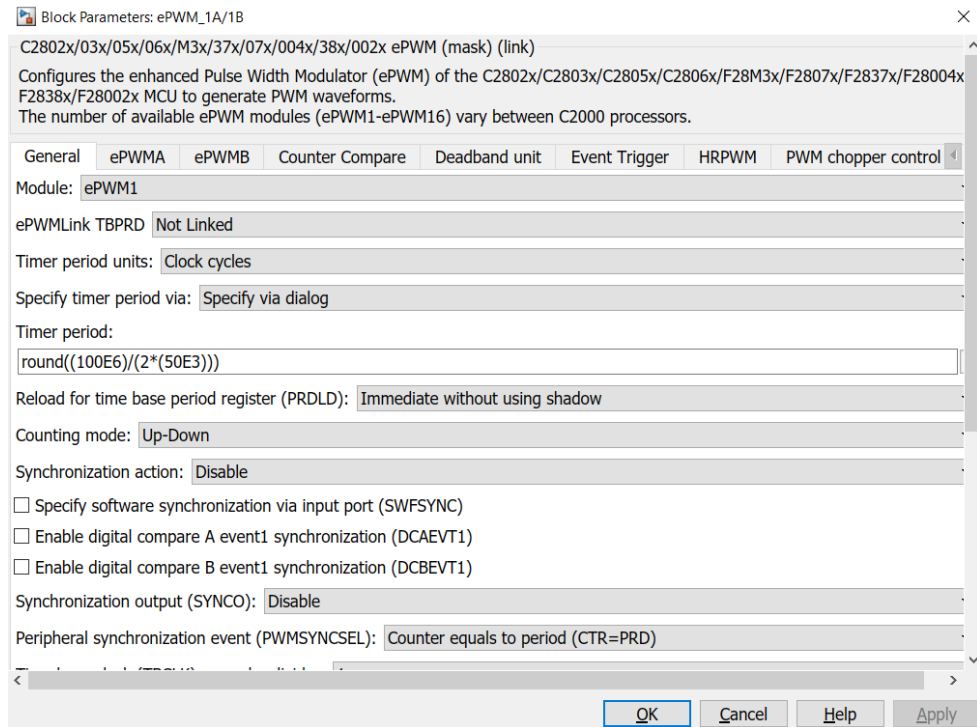 Block Parameters: ePWM_1A/1B
C2802x/03x/05x/06x/M3x/37x/07x/004x/38x/002x ePWM (mask) (link)
Configures the enhanced Pulse Width Modulator (ePWM) of the C2802x/C2803x/C2805x/C2806x/F28M3x/F2807x/F2837x/F28004x
F2838x/F28002x MCU to generate PWM waveforms.
The number of available ePWM modules (ePWM1-ePWM16) vary between C2000 processors.
General ePWMA ePWMB Counter Compare Deadband unit Event Trigger HRPWM PWM chopper control
Module: ePWM1
ePWMLink TBPRD Not Linked
Timer period units: Clock cycles
Specify timer period via: Specify via dialog
Timer period:
round((100E6)/(2*(50E3)))
Reload for time base period register (PRDLD): Immediate without using shadow
Counting mode: Up-Down
Synchronization action: Disable
Specify software synchronization via input port (SWFSYNC)
Enable digital compare A event1 synchronization (DCAEVT1)
Enable digital compare B event1 synchronization (DCBEVT1)
Synchronization output (SYNCO): Disable
Peripheral synchronization event (PWMSYNCSEL): Counter equals to period (CTR=PRD)
OK Cancel Help Apply